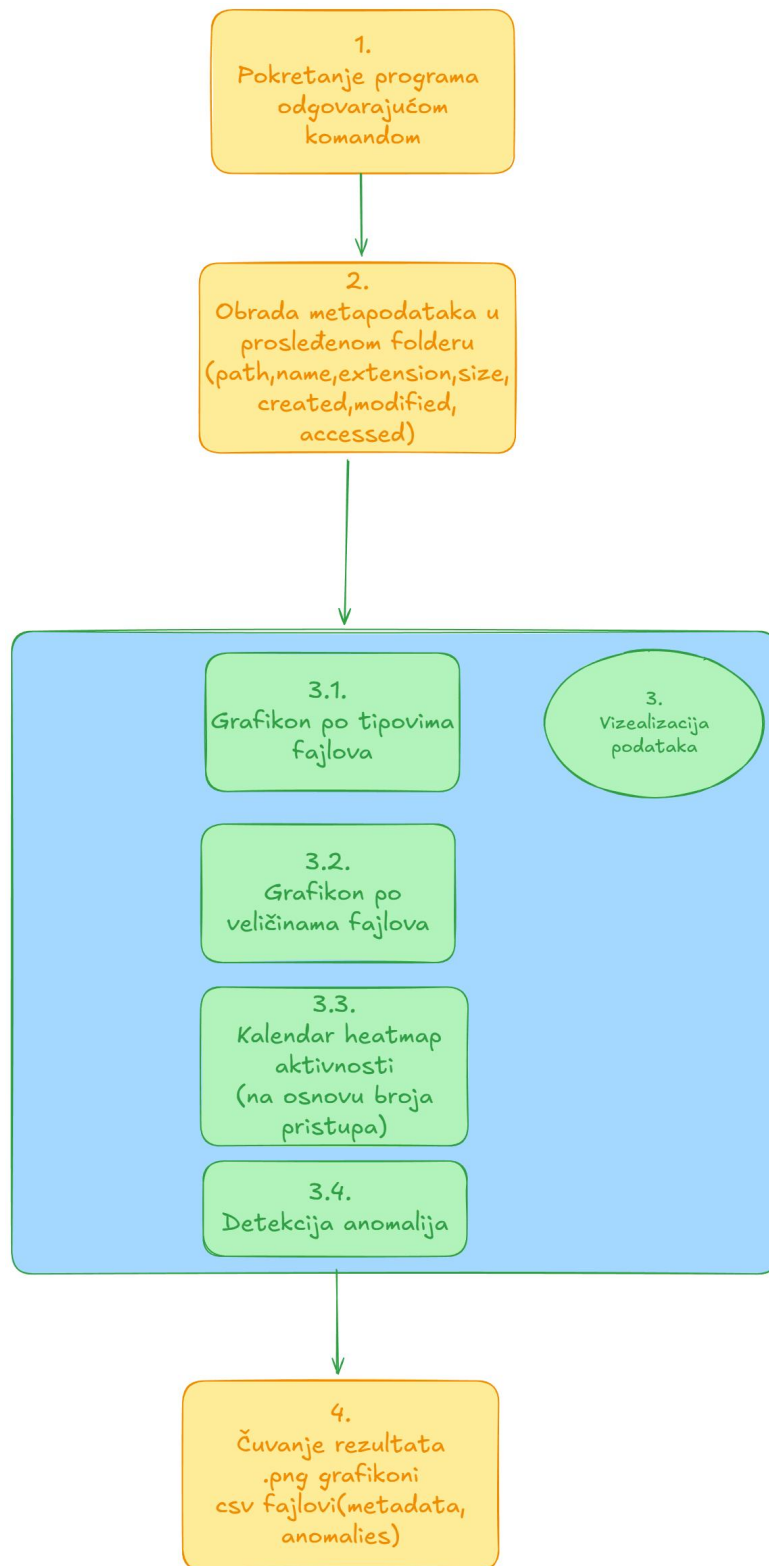 1.
Pokretanje programa
odgovarajućom
komandom
2.
Obrada metapodataka u
prosleđenom folderu
(path,name,extension,size,
created,modified,
accessed)
3.1.
Grafikon po tipovima
fajlova
3.
Vizealizacija
podataka
3.2.
Grafikon po
veličinama fajlova
3.3.
Kalendar heatmap
aktivnosti
(na osnovu broja
pristupa)
3.4.
Detekcija anomalija
4.
Čuvanje rezultata
.png grafikoni
csv fajlovi(metadata,
anomalies)